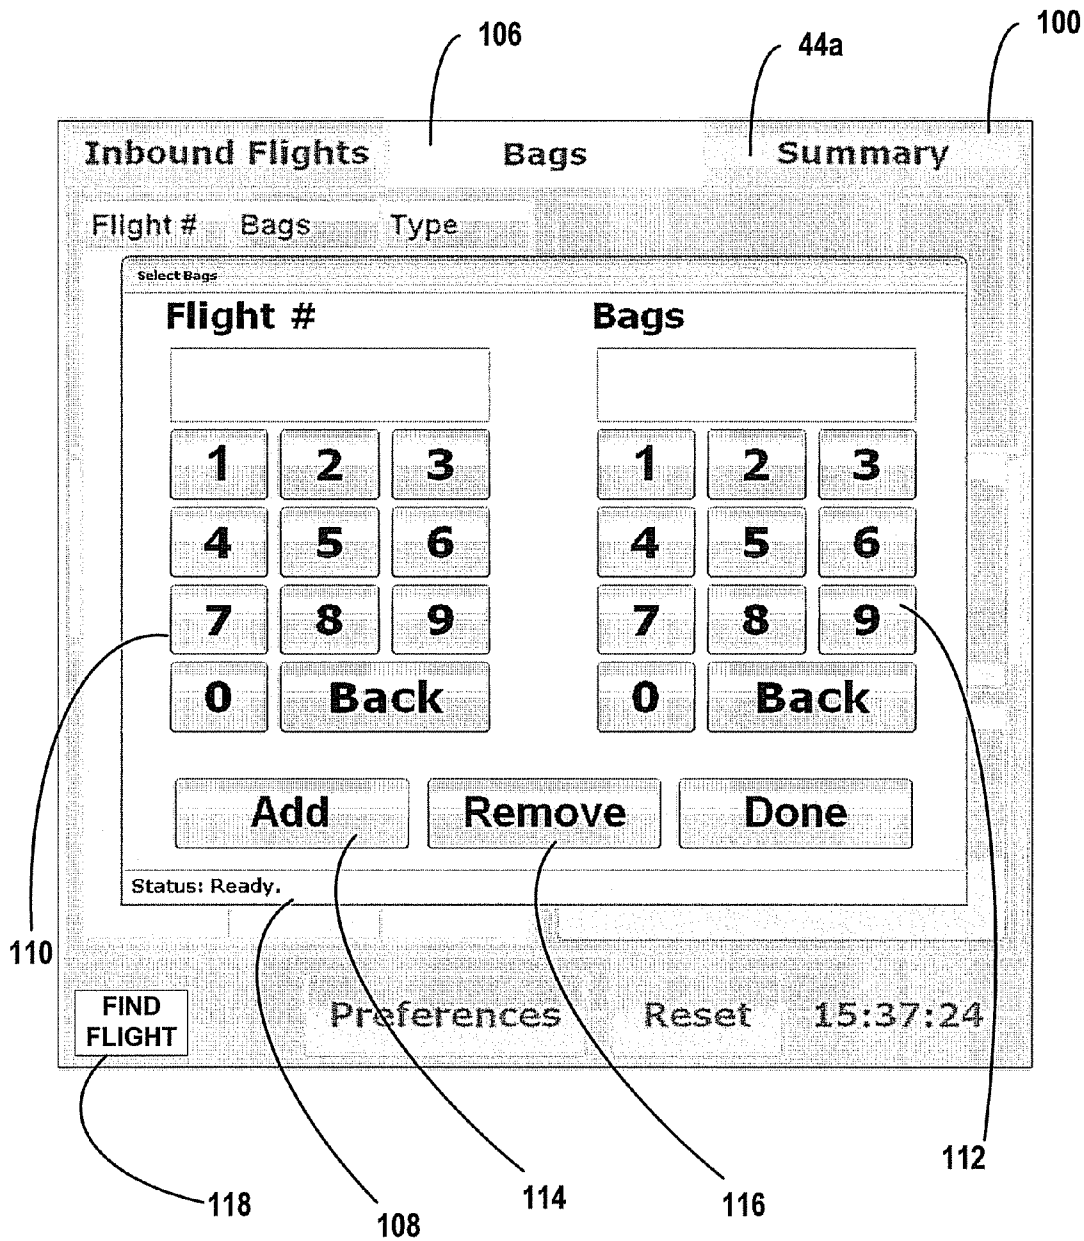 106
44a
100
Inbound Flights Bags Summary
Flight # Bags Type
Select Bags
Flight # Bags
1 2 3 1 2 3
4 5 6 4 5 6
7 8 9 7 8 9
0 Back 0 Back
Add Remove Done
Status: Ready.
110
FIND
FLIGHT
Preferences Reset 15:37:24
112
118
108
114
116